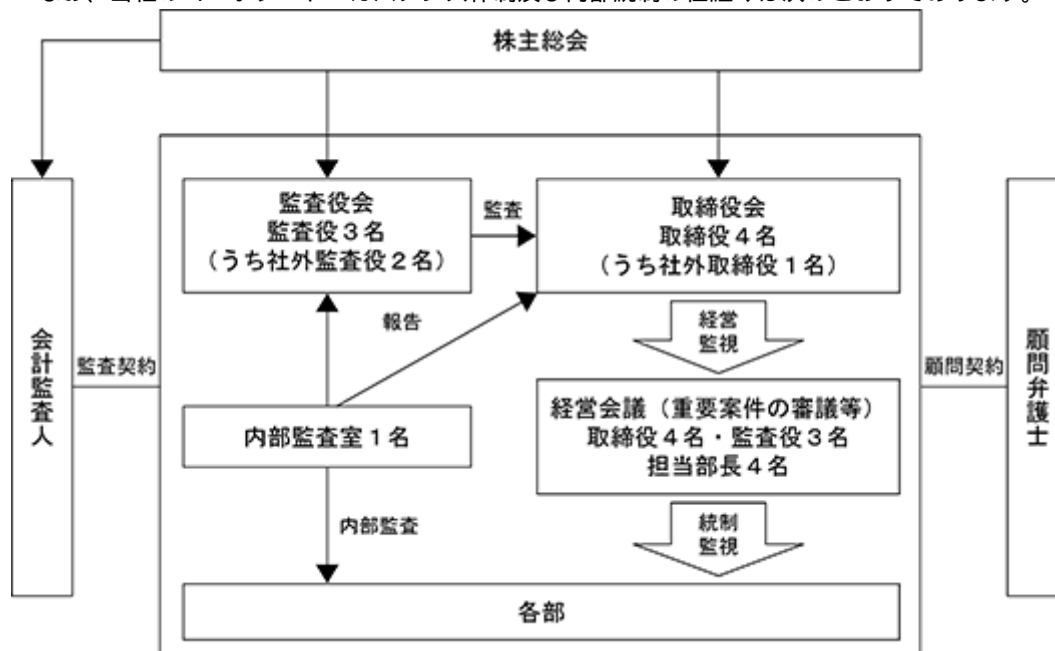 株主総会
監査役会
監査役3名
(うち社外監査役2名)
監査
取締役会
取締役4名
(うち社外取締役1名)
報告
経営
監視
会計監査人
監査契約
顧問契約
顧問弁護士
内部監査室1名
経営会議(重要案件の審議等)
取締役4名・監査役3名
担当部長4名
内部監査
統制
監視
各部